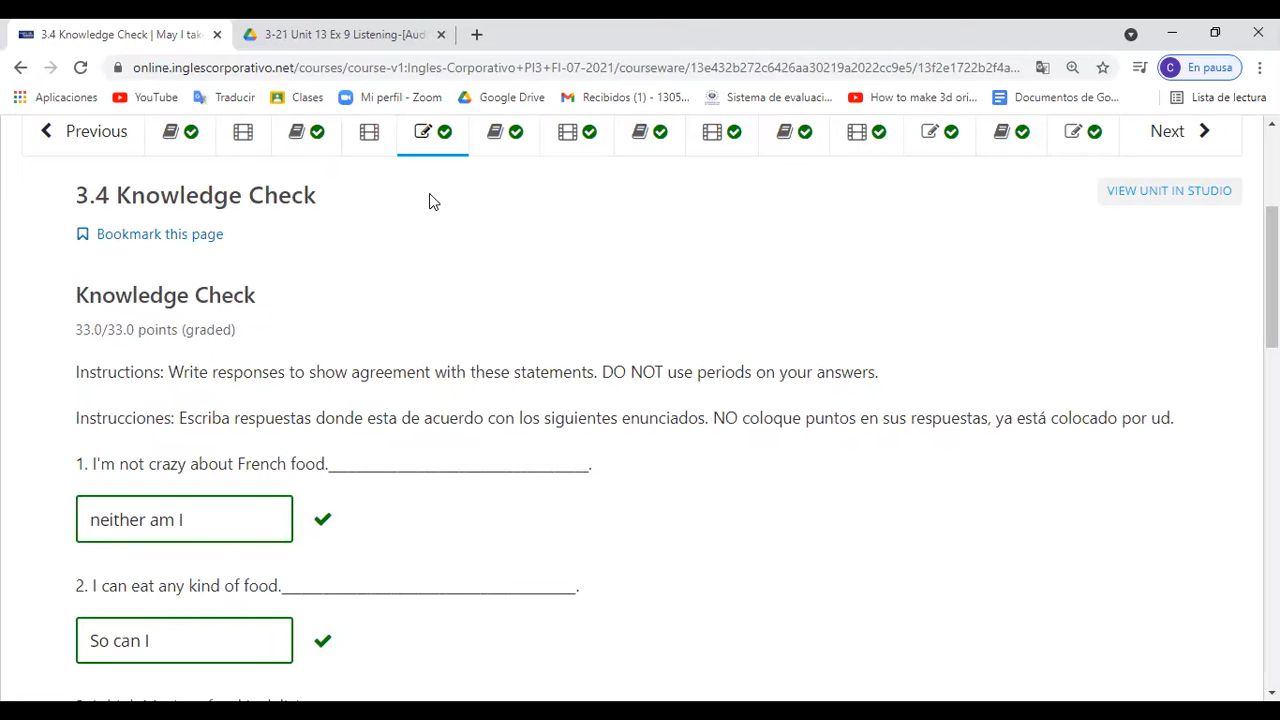 3.4 Knowledge Check | May I tak
3-21 Unit 13 Ex 9 Listening-[Aud
online.inglescorporativo.net/courses/course-v1:Ingles-Corporativo+PI3+FI-07-2021/courseware/13e432b272c6426aa30219a2022cc9e5/13f2e1722b2f4a...
C En pausa
Aplicaciones YouTube Traducir Clases Mi perfil - Zoom Google Drive Recibidos (1) - 1305... Sistema de evaluaci... How to make 3d ori... Documentos de Go... Lista de lectura
Previous Next
3.4 Knowledge Check
VIEW UNIT IN STUDIO
Bookmark this page
Knowledge Check
33.0/33.0 points (graded)
Instructions: Write responses to show agreement with these statements. DO NOT use periods on your answers.
Instrucciones: Escriba respuestas donde esta de acuerdo con los siguientes enunciados. NO coloque puntos en sus respuestas, ya está colocado por ud.
1. I'm not crazy about French food.____________________________.
neither am I
2. I can eat any kind of food.________________________________.
So can I